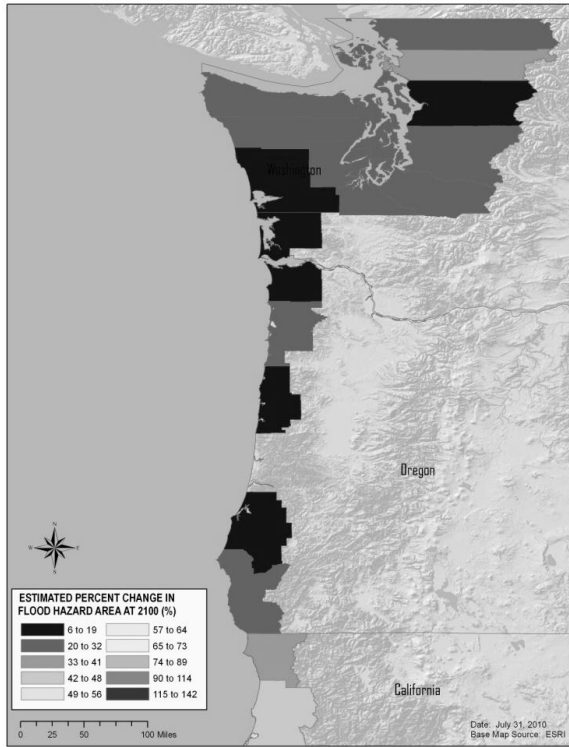 Washington
Oregon
N
W E
S
ESTIMATED PERCENT CHANGE IN
FLOOD HAZARD AREA AT 2100 (%)
6 to 19 57 to 64
20 to 32 65 to 73
33 to 41 74 to 89
42 to 48 90 to 114
49 to 56 115 to 142
California
0 25 50 100 Miles
Date: July 31, 2010
Base Map Source: ESRI